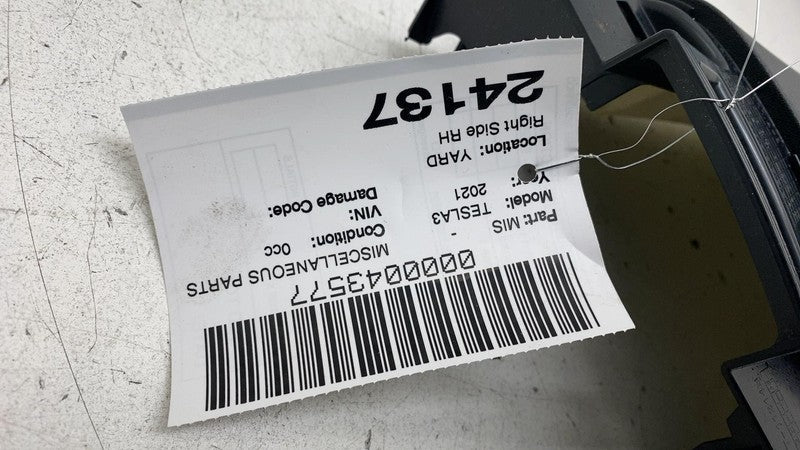 0000043577
Part: MIS - MISCELLANEOUS PARTS
Model: TESLA3 Condition: 0cc
Year: 2021 VIN:
Damage Code:
Location: YARD
Right Side RH
24137